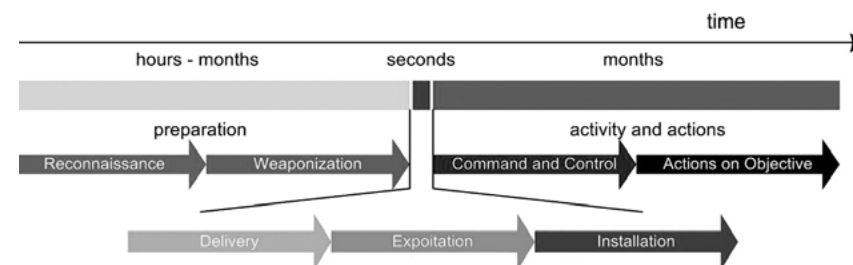 time
hours - months seconds months
preparation activity and actions
Reconnaissance Weaponization Command and Control Actions on Objective
Delivery Expoitation Installation